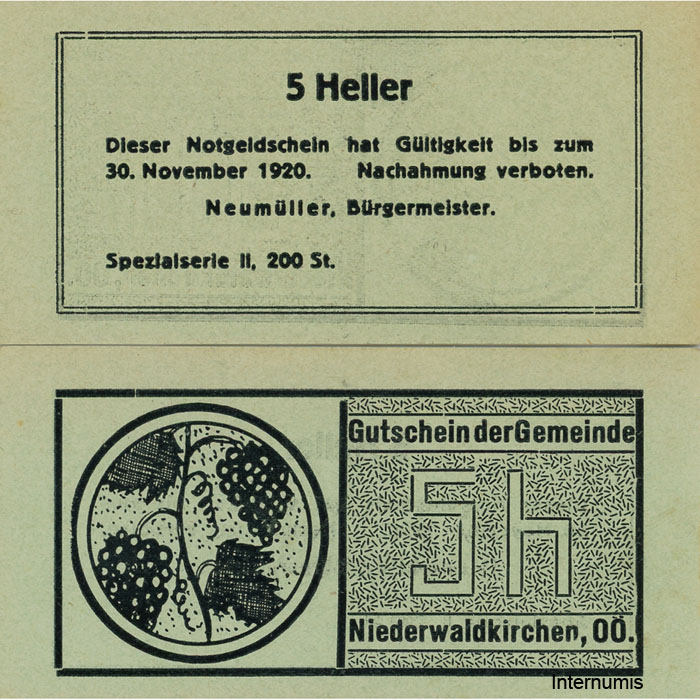 5 Heller
Dieser Notgeldschein hat Gültigkeit bis zum
30. November 1920. Nachahmung verboten.
Neumüller, Bürgermeister.
Spezialserie II, 200 St.
Gutschein der Gemeinde
5 h
Niederwaldkirchen, OÖ.
Internumis